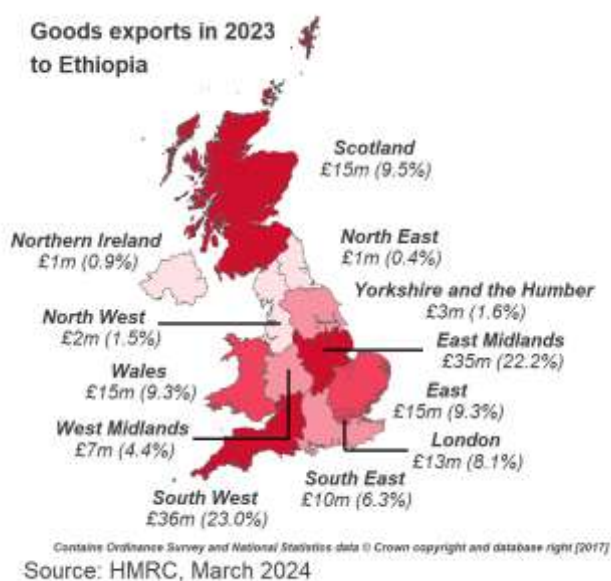 Goods exports in 2023
to Ethiopia
Scotland
£15m (9.5%)
Northern Ireland
£1m (0.9%)
North East
£1m (0.4%)
Yorkshire and the Humber
£3m (1.6%)
North West
£2m (1.5%)
East Midlands
£35m (22.2%)
Wales
£15m (9.3%)
East
£15m (9.3%)
West Midlands
£7m (4.4%)
London
£13m (8.1%)
South East
£10m (6.3%)
South West
£36m (23.0%)
Contains Ordinance Survey and National Statistics data © Crown copyright and database right [2017]
Source: HMRC, March 2024